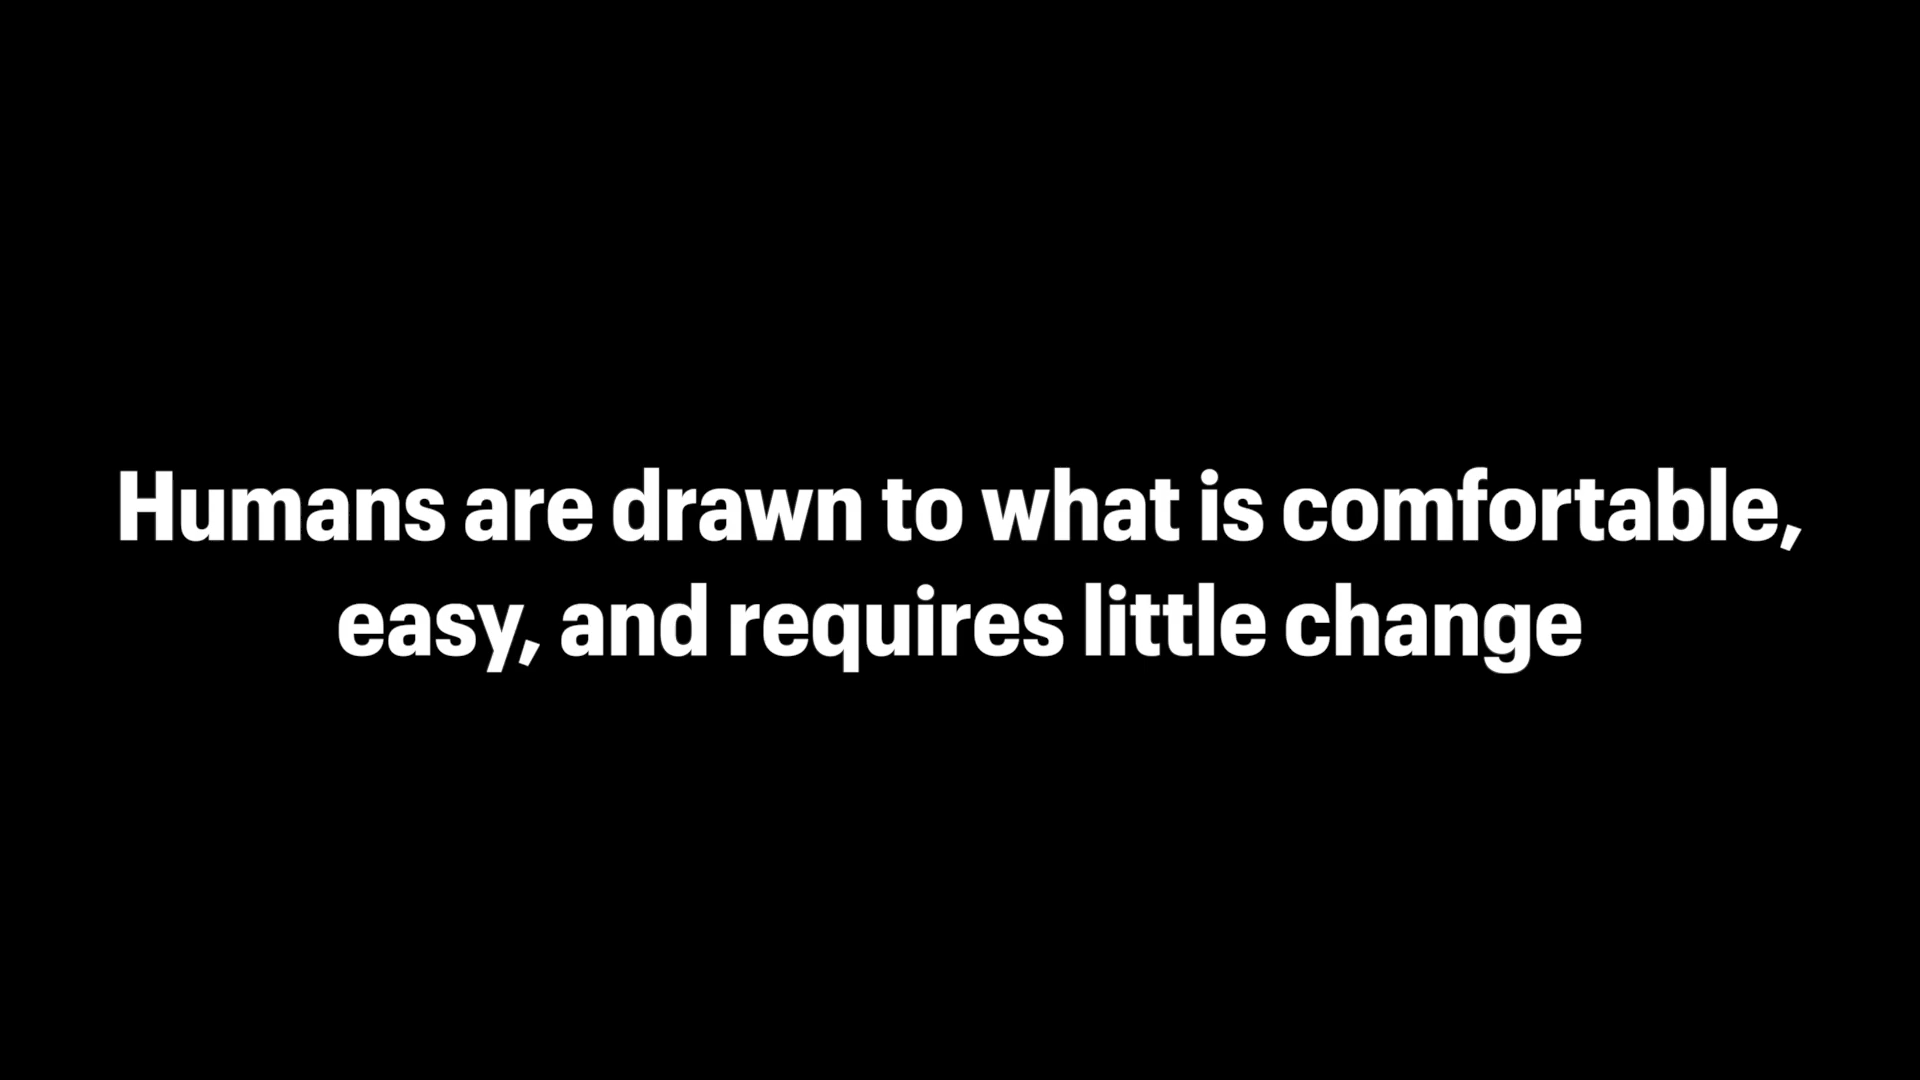 Humans are drawn to what is comfortable,
easy, and requires little change